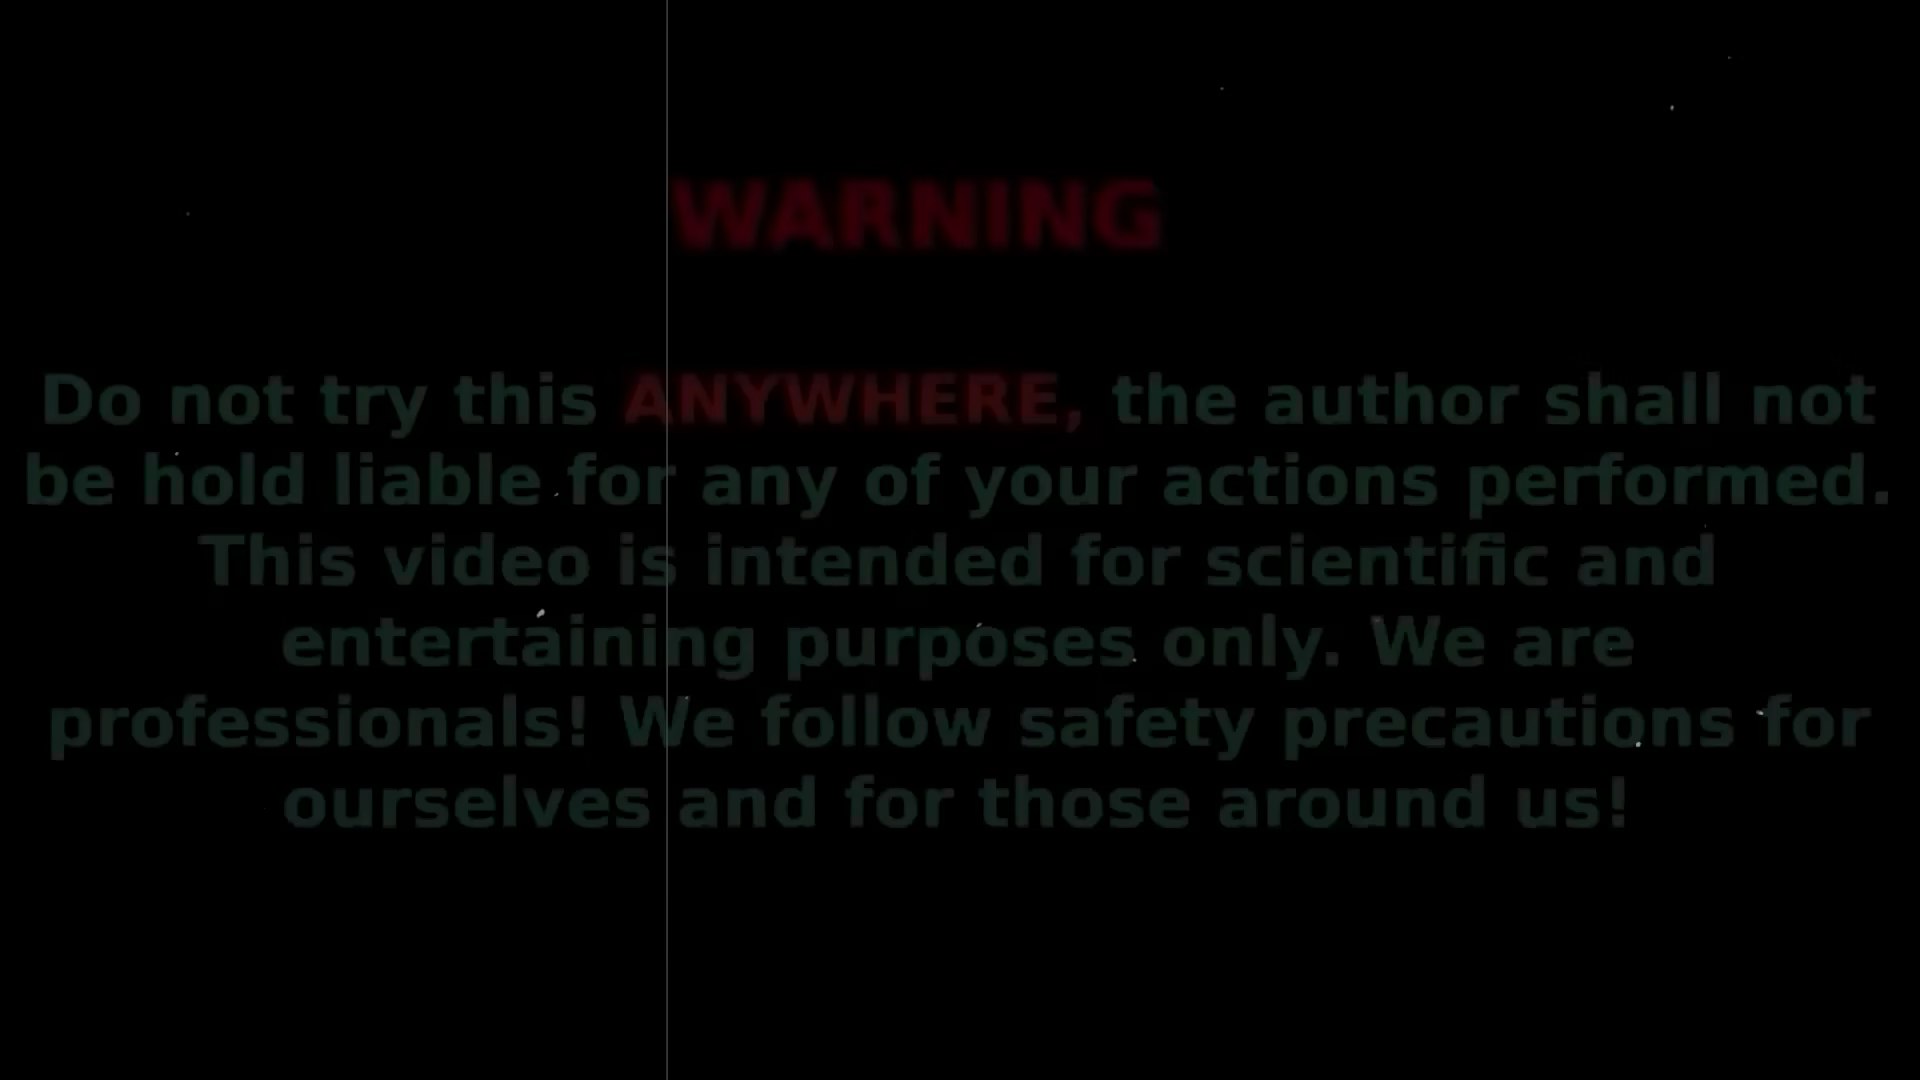 WARNING
Do not try this ANYWHERE, the author shall not
be hold liable for any of your actions performed.
This video is intended for scientific and
entertaining purposes only. We are
professionals! We follow safety precautions for
ourselves and for those around us!